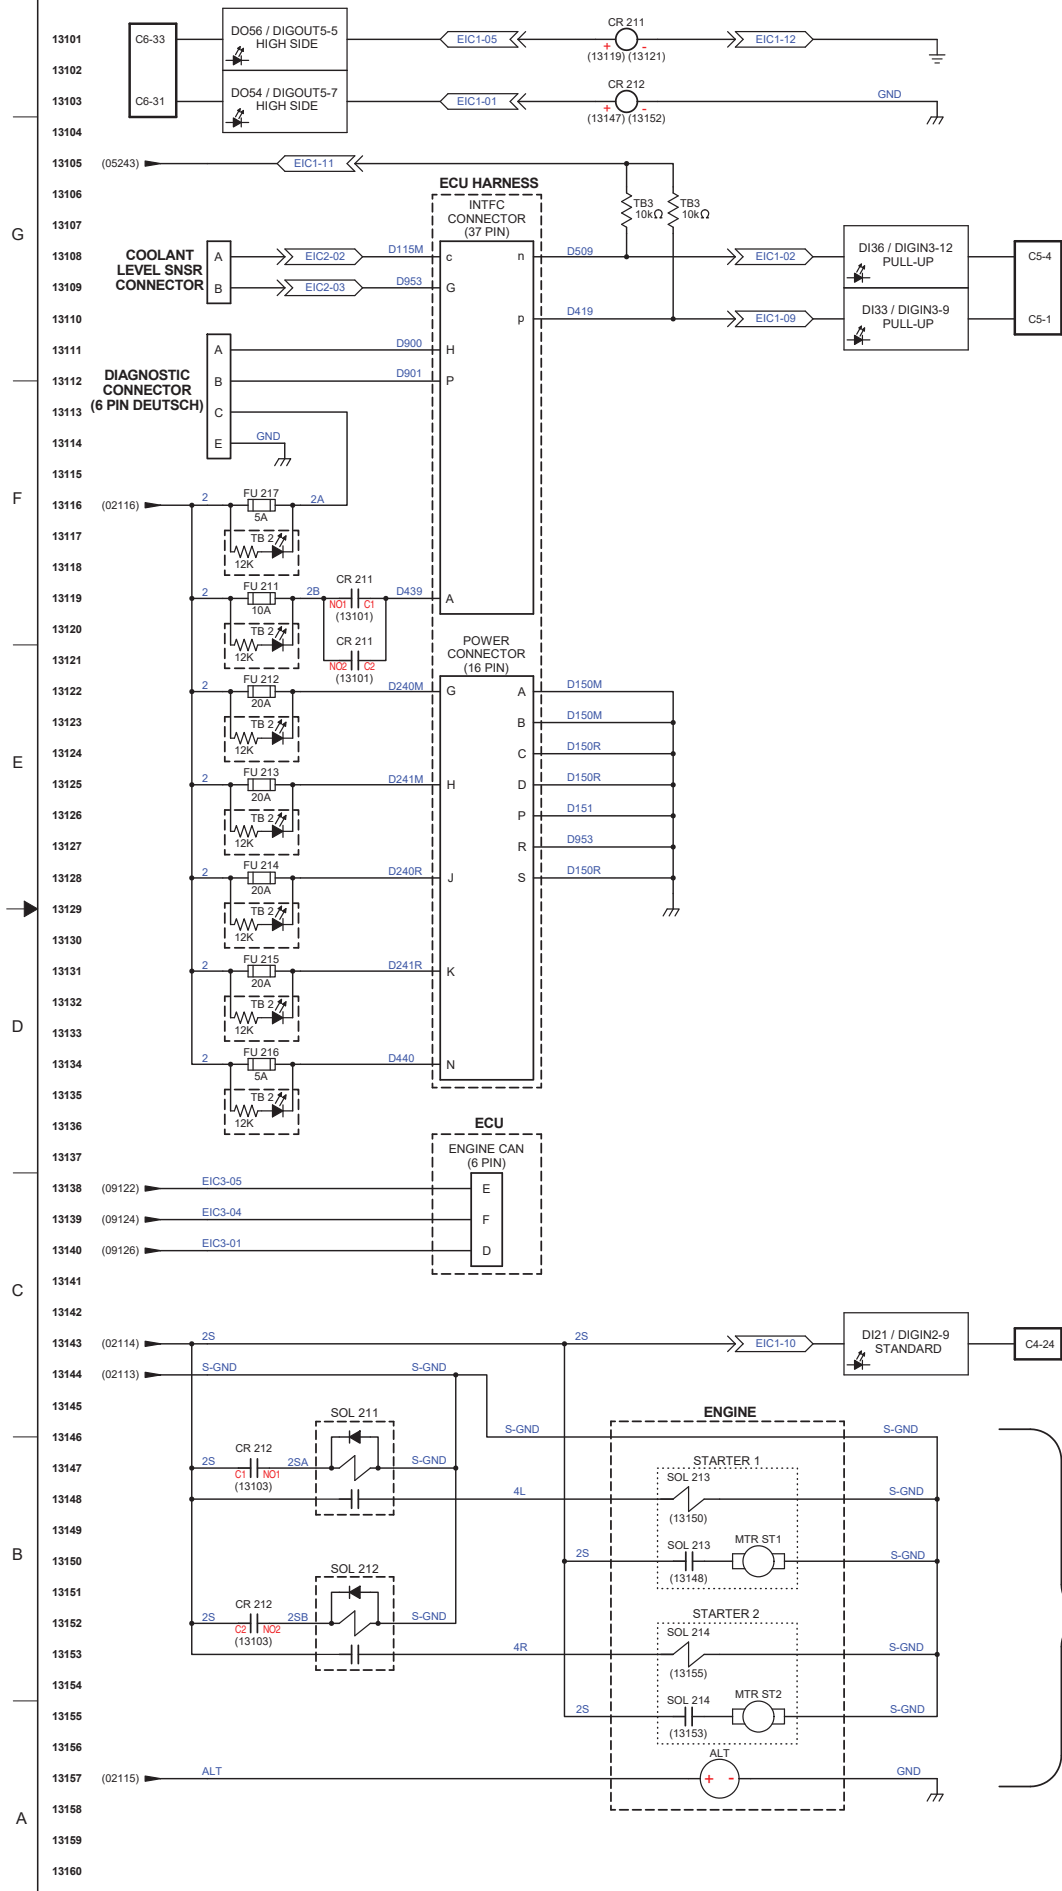 13101 C6-33 DO56 / DIGOUT5-5 HIGH SIDE EIC1-05 CR 211 + - (13119) (13121) EIC1-12
13102
13103 C6-31 DO54 / DIGOUT5-7 HIGH SIDE EIC1-01 CR 212 + - (13147) (13152) GND
13104
13105 (05243) EIC1-11
13106 ECU HARNESS TB3 10kΩ TB3 10kΩ
13107 INTFC CONNECTOR (37 PIN)
G
13108 COOLANT LEVEL SNSR CONNECTOR A EIC2-02 D115M c n D509 EIC1-02 DI36 / DIGIN3-12 PULL-UP C5-4
13109 B EIC2-03 D953 G
13110 p D419 EIC1-09 DI33 / DIGIN3-9 PULL-UP C5-1
13111 A D900 H
13112 DIAGNOSTIC CONNECTOR (6 PIN DEUTSCH) B D901 P
13113 C
13114 E GND
13115
F
13116 (02116) 2 FU 217 5A 2A
13117 TB 2 12K
13118
13119 2 FU 211 10A 2B CR 211 NO1 C1 (13101) D439 A
13120 TB 2 12K
13121 CR 211 NO2 C2 (13101) POWER CONNECTOR (16 PIN)
13122 2 FU 212 20A D240M G A D150M
13123 TB 2 12K B D150M
E
13124 C D150R
13125 2 FU 213 20A D241M H D D150R
13126 TB 2 12K P D151
13127 R D953
13128 2 FU 214 20A D240R J S D150R
13129 TB 2 12K
13130
13131 2 FU 215 20A D241R K
13132 TB 2 12K
D
13133
13134 2 FU 216 5A D440 N
13135 TB 2 12K
13136 ECU
13137 ENGINE CAN (6 PIN)
13138 (09122) EIC3-05 E
13139 (09124) EIC3-04 F
13140 (09126) EIC3-01 D
13141
C
13142
13143 (02114) 2S 2S EIC1-10 DI21 / DIGIN2-9 STANDARD C4-24
13144 (02113) S-GND S-GND
13145 SOL 211 ENGINE
13146 S-GND S-GND
13147 2S CR 212 C1 NO1 (13103) 2SA S-GND STARTER 1
13148 4L SOL 213 (13150) S-GND
13149
B
13150 2S SOL 213 (13148) MTR ST1 S-GND
13151 SOL 212
13152 2S CR 212 C2 NO2 (13103) 2SB S-GND STARTER 2
13153 4R SOL 214 (13155) S-GND
13154
13155 2S SOL 214 (13153) MTR ST2 S-GND
13156
13157 (02115) ALT ALT + - GND
13158
A
13159
13160